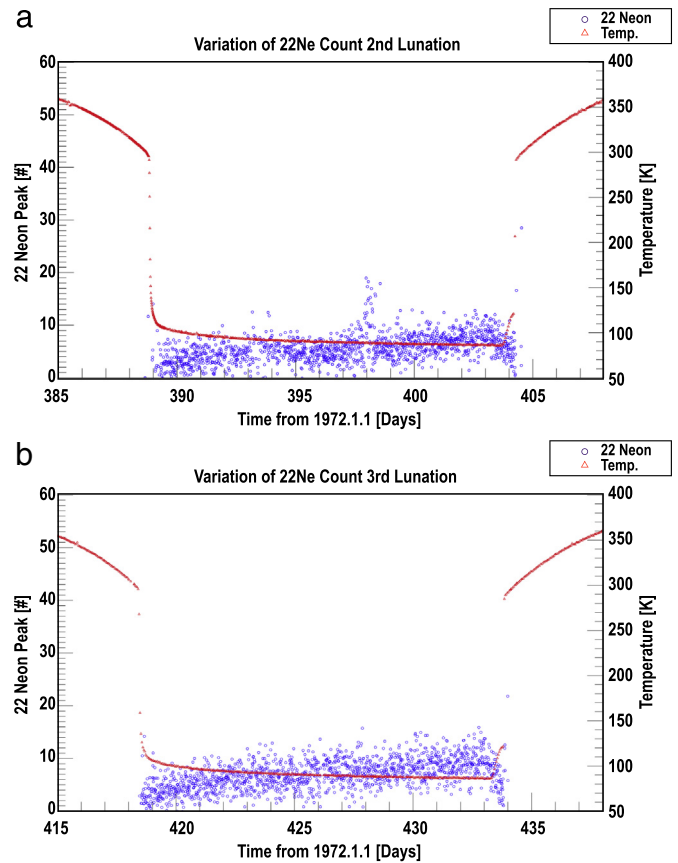 a
22 Neon
Temp.
Variation of 22Ne Count 2nd Lunation
60
50
40
30
20
10
0
22 Neon Peak [#]
400
350
300
250
200
150
100
50
Temperature [K]
385 390 395 400 405
Time from 1972.1.1 [Days]
b
22 Neon
Temp.
Variation of 22Ne Count 3rd Lunation
60
50
40
30
20
10
0
22 Neon Peak [#]
400
350
300
250
200
150
100
50
Temperature [K]
415 420 425 430 435
Time from 1972.1.1 [Days]